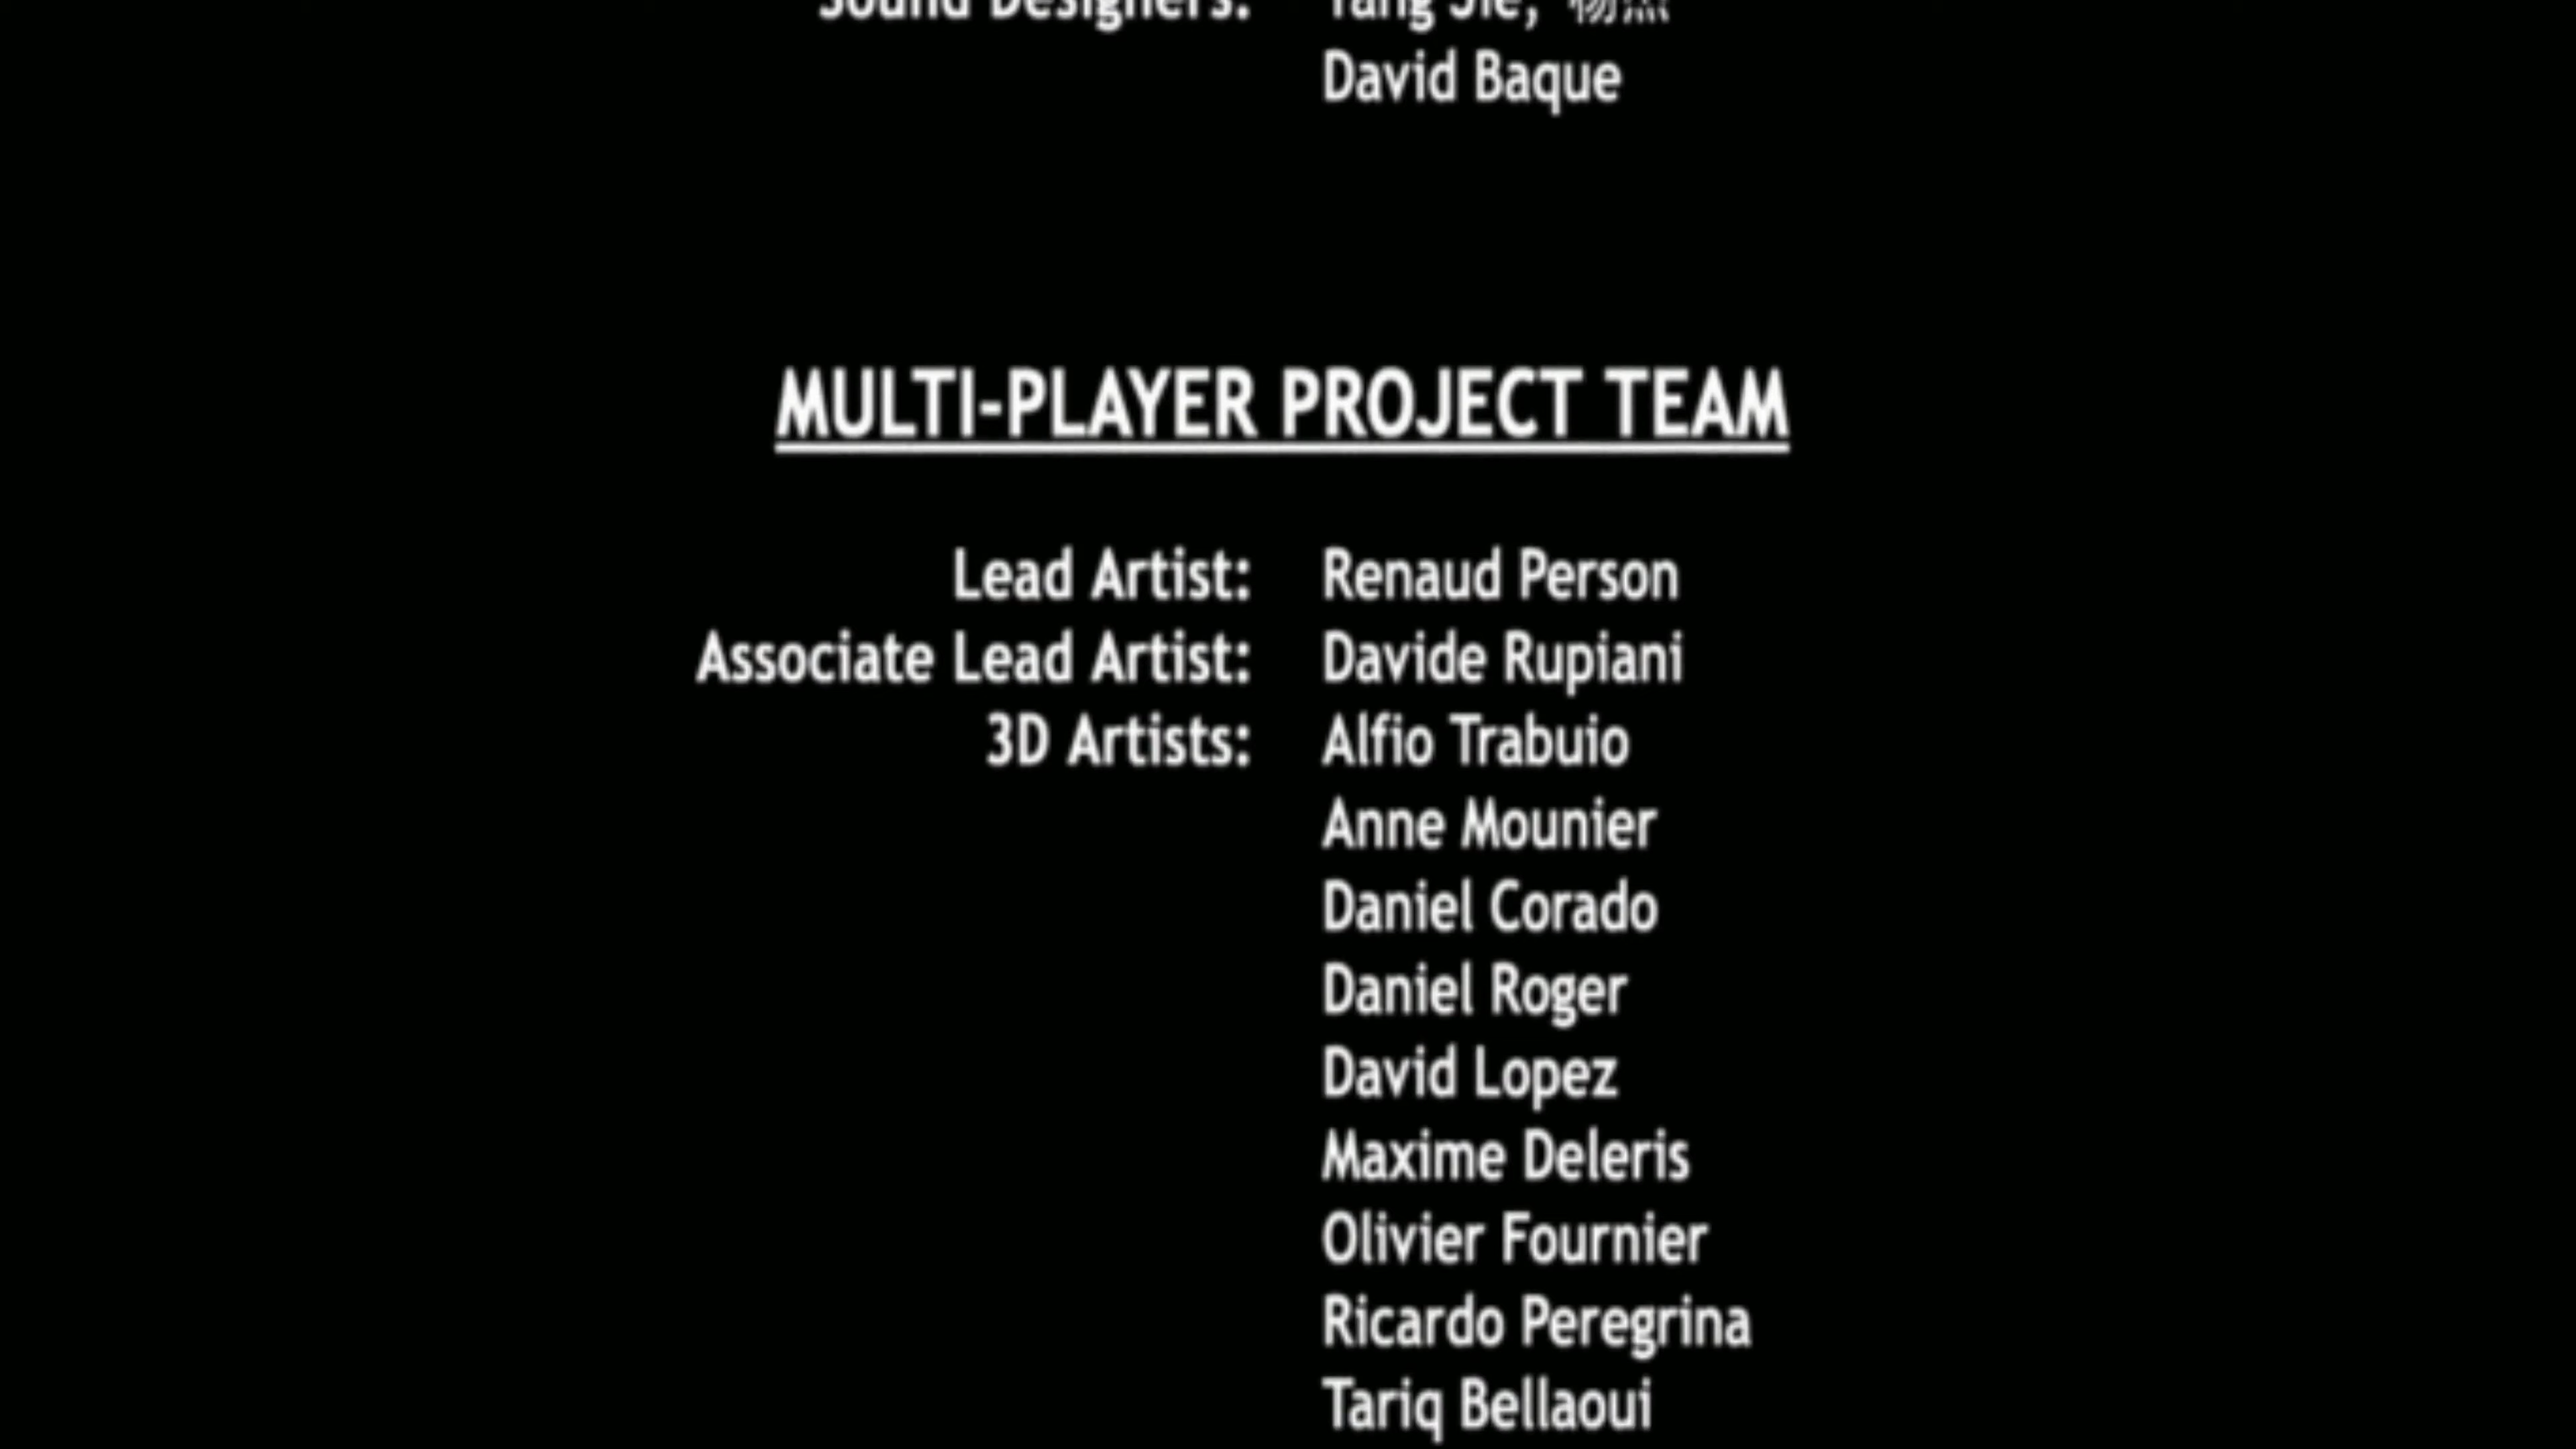 Sound Designers: Yang Jie, 杨杰
David Baque
MULTI-PLAYER PROJECT TEAM
Lead Artist: Renaud Person
Associate Lead Artist: Davide Rupiani
3D Artists: Alfio Trabuio
Anne Mounier
Daniel Corado
Daniel Roger
David Lopez
Maxime Deleris
Olivier Fournier
Ricardo Peregrina
Tariq Bellaoui